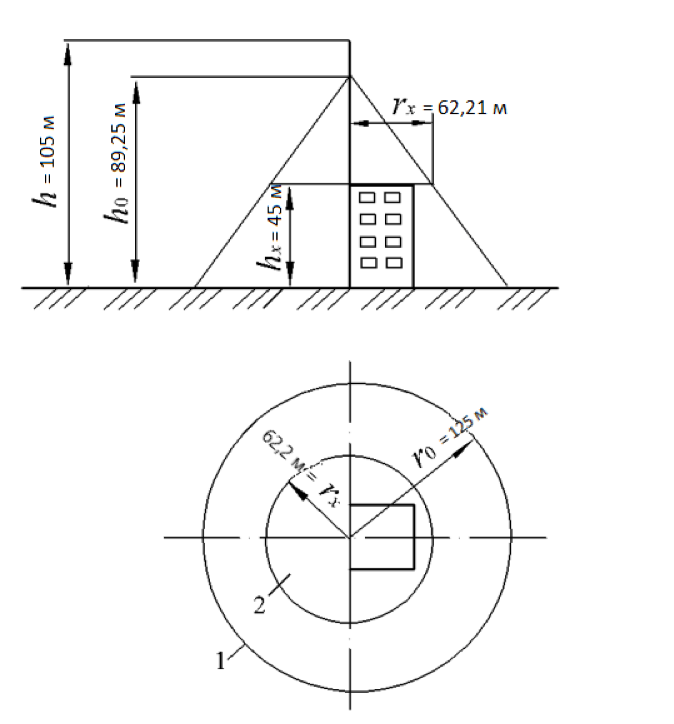 h = 105 м
h0 = 89,25 м
hx = 45 м
rx = 62,21 м
62,2 м = rx
r0 = 125 м
2
1